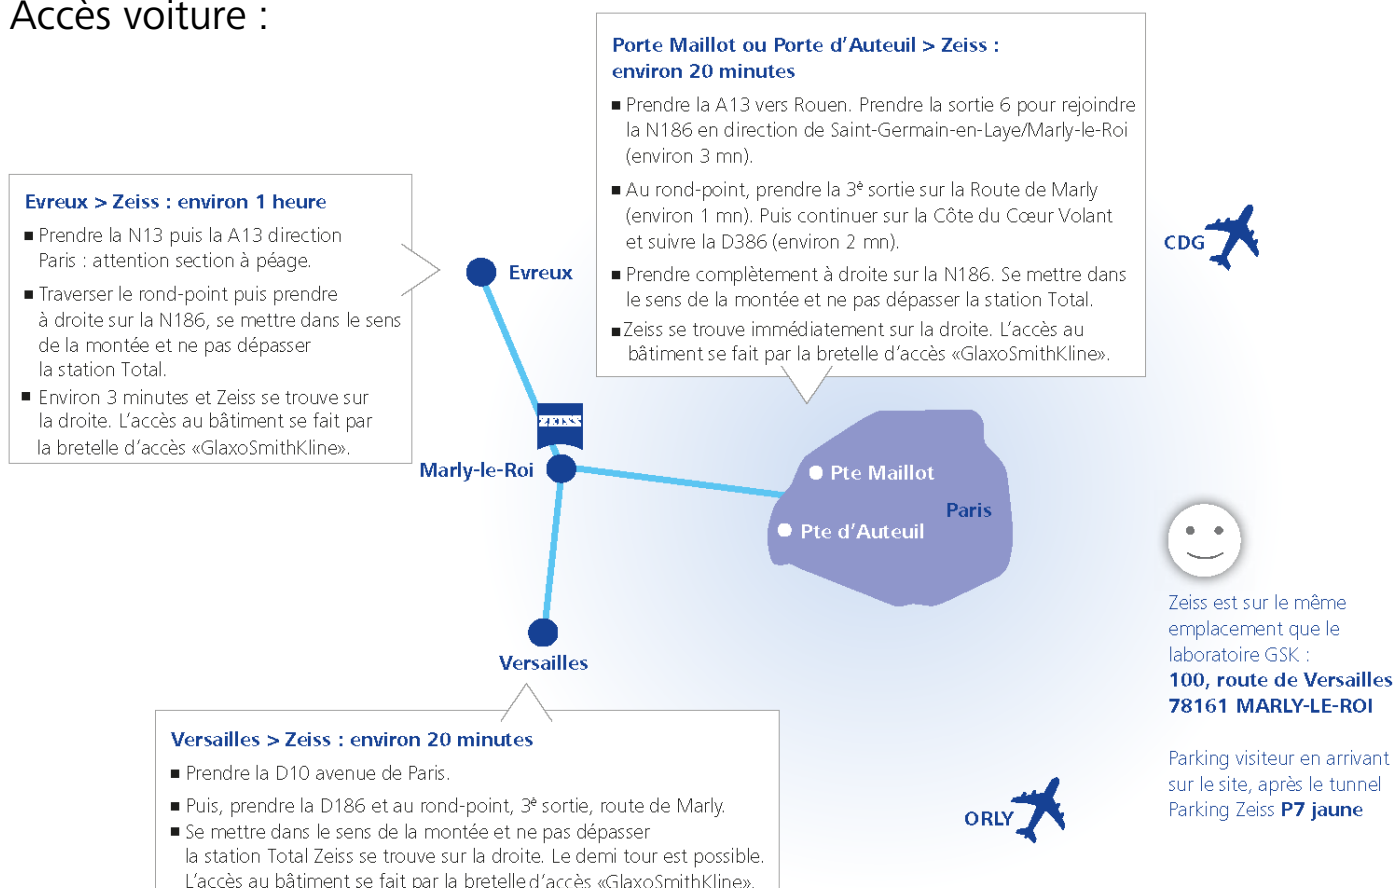 Accès voiture :
Porte Maillot ou Porte d'Auteuil > Zeiss :
environ 20 minutes
■ Prendre la A13 vers Rouen. Prendre la sortie 6 pour rejoindre
la N186 en direction de Saint-Germain-en-Laye/Marly-le-Roi
(environ 3 mn).
■ Au rond-point, prendre la 3è sortie sur la Route de Marly
(environ 1 mn). Puis continuer sur la Côte du Cœur Volant
et suivre la D386 (environ 2 mn).
■ Prendre complètement à droite sur la N186. Se mettre dans
le sens de la montée et ne pas dépasser la station Total.
■ Zeiss se trouve immédiatement sur la droite. L'accès au
bâtiment se fait par la bretelle d'accès «GlaxoSmithKline».
Evreux > Zeiss : environ 1 heure
■ Prendre la N13 puis la A13 direction
Paris : attention section à péage.
■ Traverser le rond-point puis prendre
à droite sur la N186, se mettre dans le sens
de la montée et ne pas dépasser
la station Total.
■ Environ 3 minutes et Zeiss se trouve sur
la droite. L'accès au bâtiment se fait par
la bretelle d'accès «GlaxoSmithKline».
Evreux
CDG
ZEISS
Marly-le-Roi
Pte Maillot
Paris
Pte d'Auteuil
Versailles
Zeiss est sur le même
emplacement que le
laboratoire GSK :
100, route de Versailles
78161 MARLY-LE-ROI
Parking visiteur en arrivant
sur le site, après le tunnel
Parking Zeiss P7 jaune
ORLY
Versailles > Zeiss : environ 20 minutes
■ Prendre la D10 avenue de Paris.
■ Puis, prendre la D186 et au rond-point, 3è sortie, route de Marly.
■ Se mettre dans le sens de la montée et ne pas dépasser
la station Total Zeiss se trouve sur la droite. Le demi tour est possible.
L'accès au bâtiment se fait par la bretelle d'accès «GlaxoSmithKline».